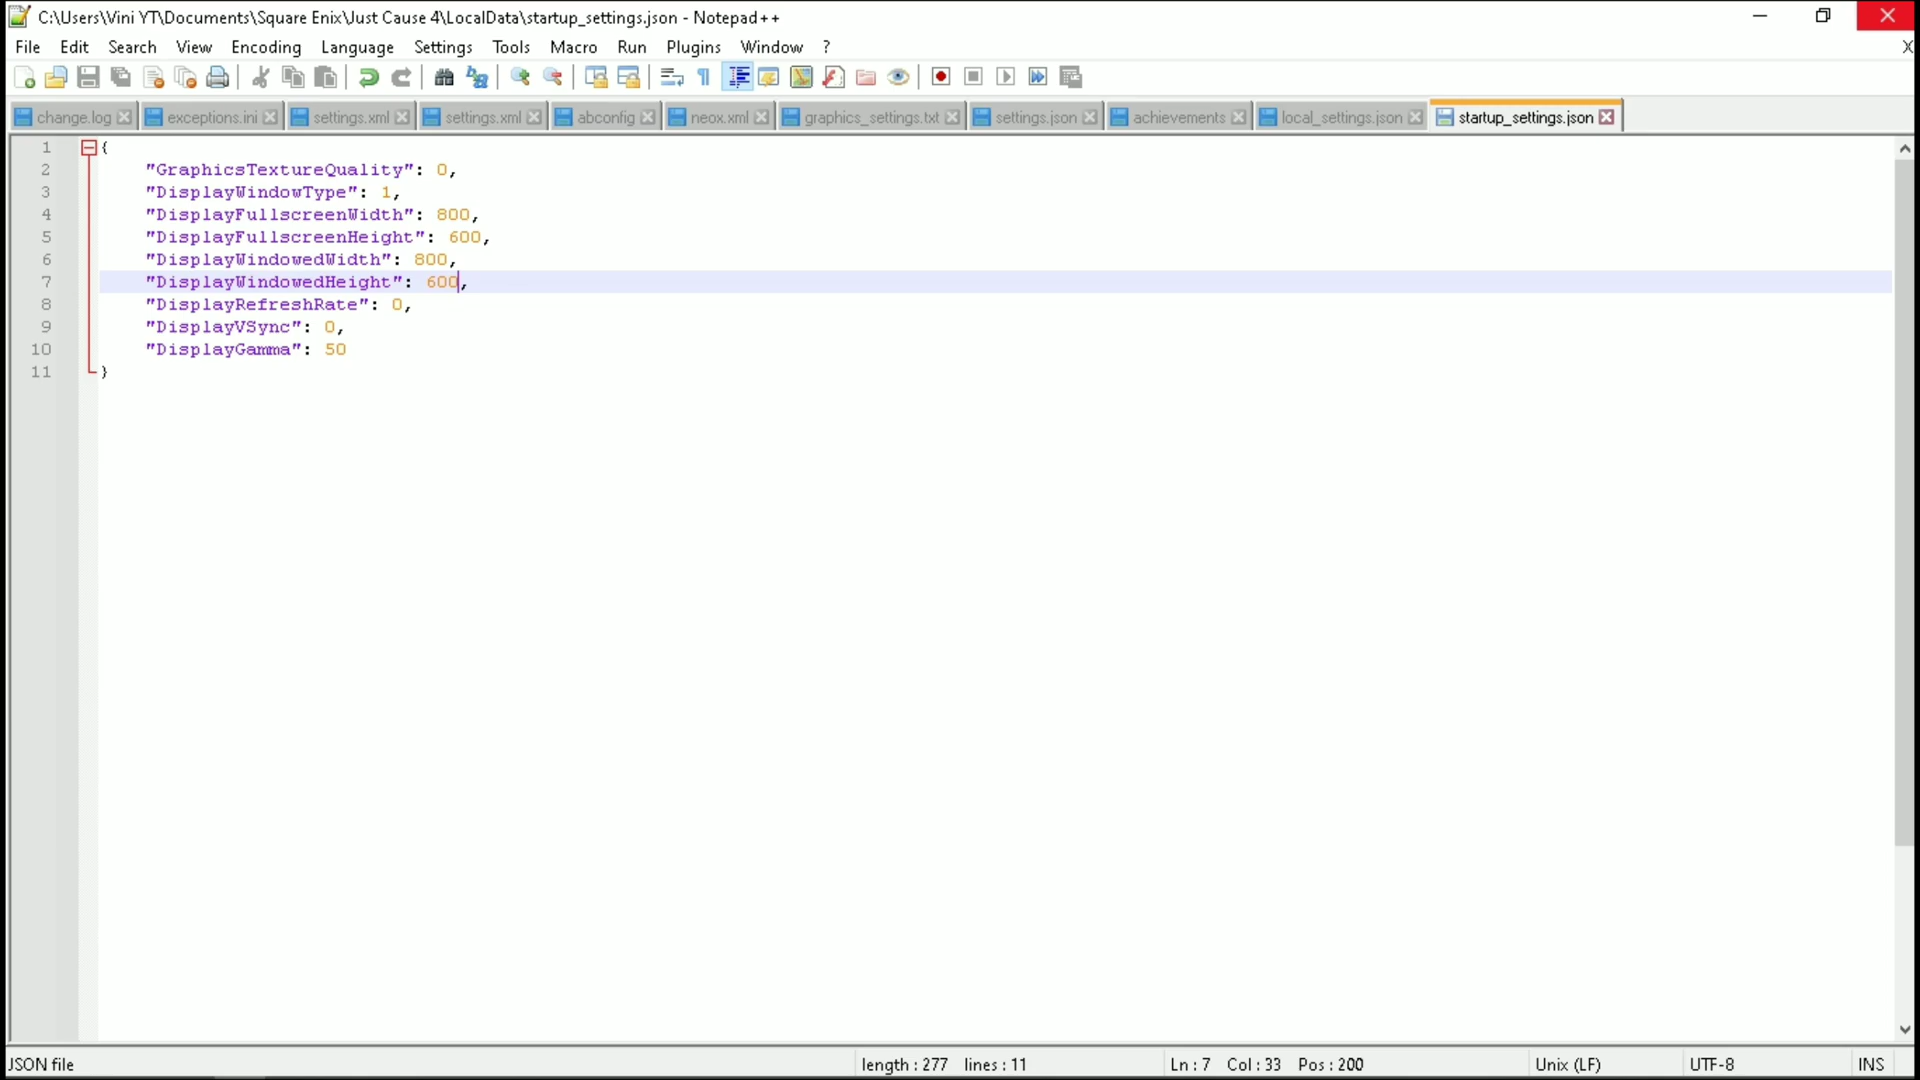 C:\Users\Vini YT\Documents\Square Enix\Just Cause 4\LocalData\startup_settings.json - Notepad++
File Edit Search View Encoding Language Settings Tools Macro Run Plugins Window ? X
change.log exceptions.ini settings.xml settings.xml abconfig neox.xml graphics_settings.txt settings.json achievements local_settings.json startup_settings.json
1 {
2 "GraphicsTextureQuality": 0,
3 "DisplayWindowType": 1,
4 "DisplayFullscreenWidth": 800,
5 "DisplayFullscreenHeight": 600,
6 "DisplayWindowedWidth": 800,
7 "DisplayWindowedHeight": 600,
8 "DisplayRefreshRate": 0,
9 "DisplayVSync": 0,
10 "DisplayGamma": 50
11 }
JSON file length : 277 lines : 11 Ln : 7 Col : 33 Pos : 200 Unix (LF) UTF-8 INS